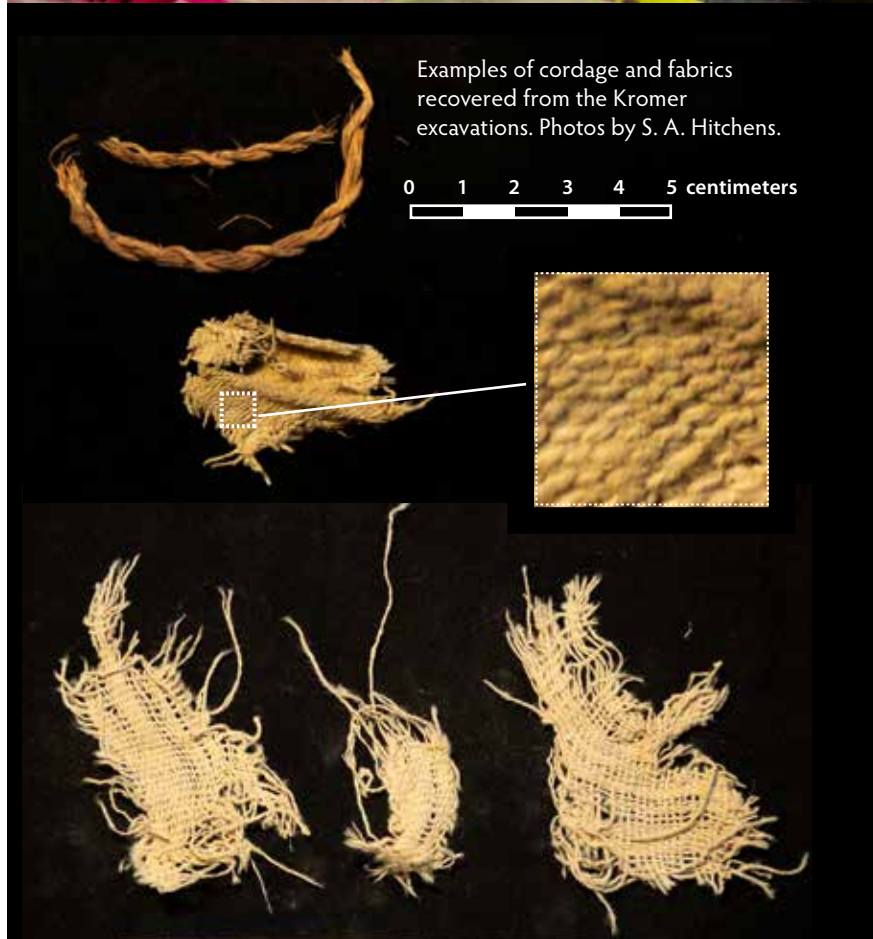 Examples of cordage and fabrics
recovered from the Kromer
excavations. Photos by S. A. Hitchens.
0 1 2 3 4 5 centimeters